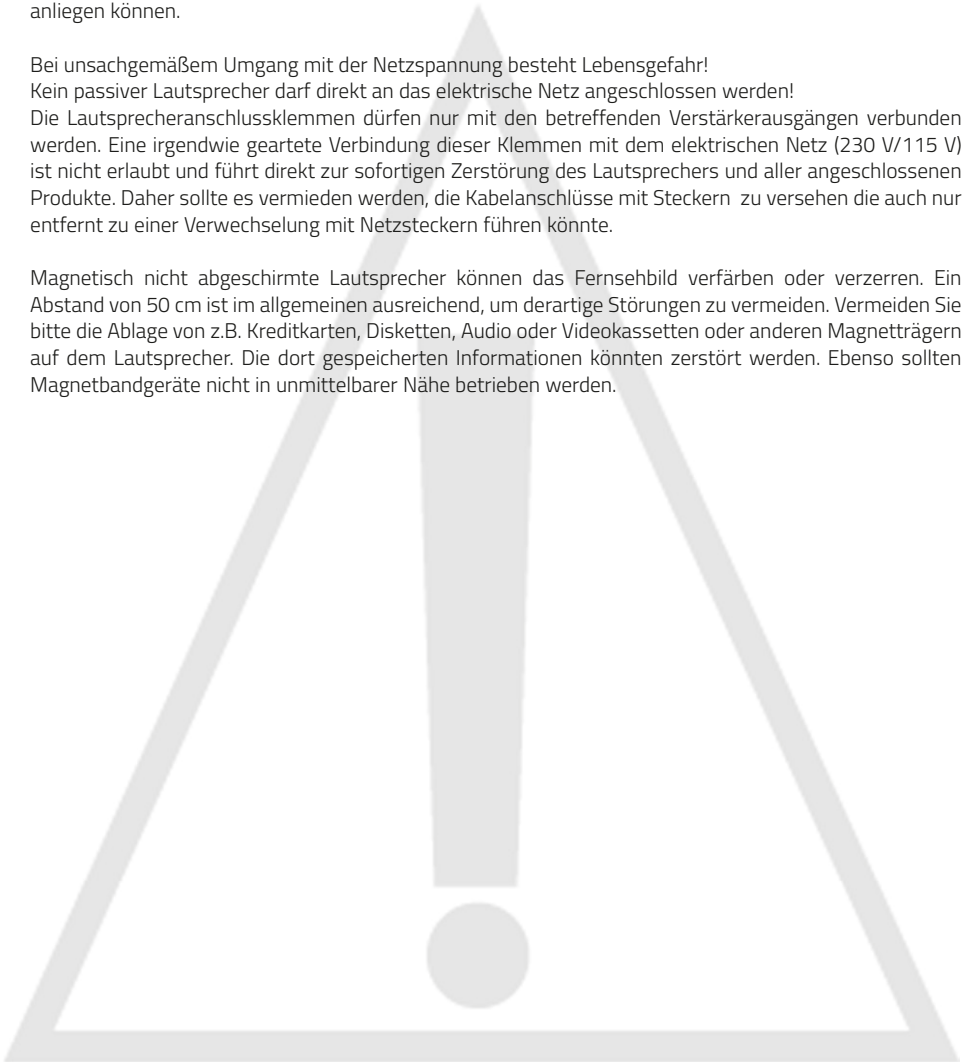 anliegen können.
Bei unsachgemäßem Umgang mit der Netzspannung besteht Lebensgefahr!
Kein passiver Lautsprecher darf direkt an das elektrische Netz angeschlossen werden!
Die Lautsprecheranschlussklemmen dürfen nur mit den betreffenden Verstärkerausgängen verbunden
werden. Eine irgendwie geartete Verbindung dieser Klemmen mit dem elektrischen Netz (230 V/115 V)
ist nicht erlaubt und führt direkt zur sofortigen Zerstörung des Lautsprechers und aller angeschlossenen
Produkte. Daher sollte es vermieden werden, die Kabelanschlüsse mit Steckern  zu versehen die auch nur
entfernt zu einer Verwechselung mit Netzsteckern führen könnte.
Magnetisch nicht abgeschirmte Lautsprecher können das Fernsehbild verfärben oder verzerren. Ein
Abstand von 50 cm ist im allgemeinen ausreichend, um derartige Störungen zu vermeiden. Vermeiden Sie
bitte die Ablage von z.B. Kreditkarten, Disketten, Audio oder Videokassetten oder anderen Magnetträgern
auf dem Lautsprecher. Die dort gespeicherten Informationen könnten zerstört werden. Ebenso sollten
Magnetbandgeräte nicht in unmittelbarer Nähe betrieben werden.